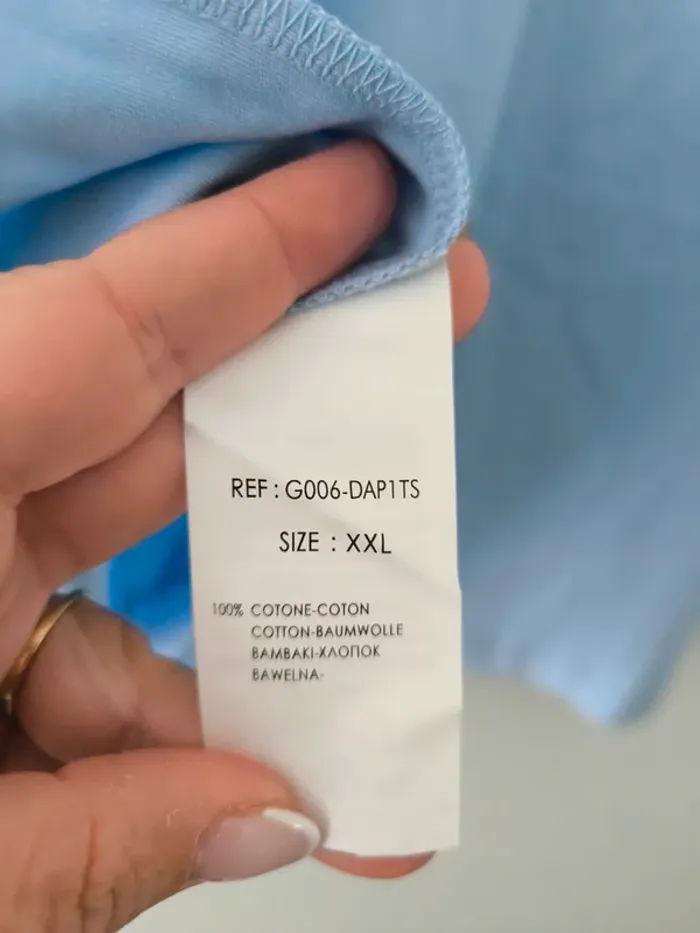 REF : G006-DAP1TS
SIZE : XXL
100% COTONE-COTON
COTTON-BAUMWOLLE
BAMBAKI-ХЛОПОК
BAWELNA-